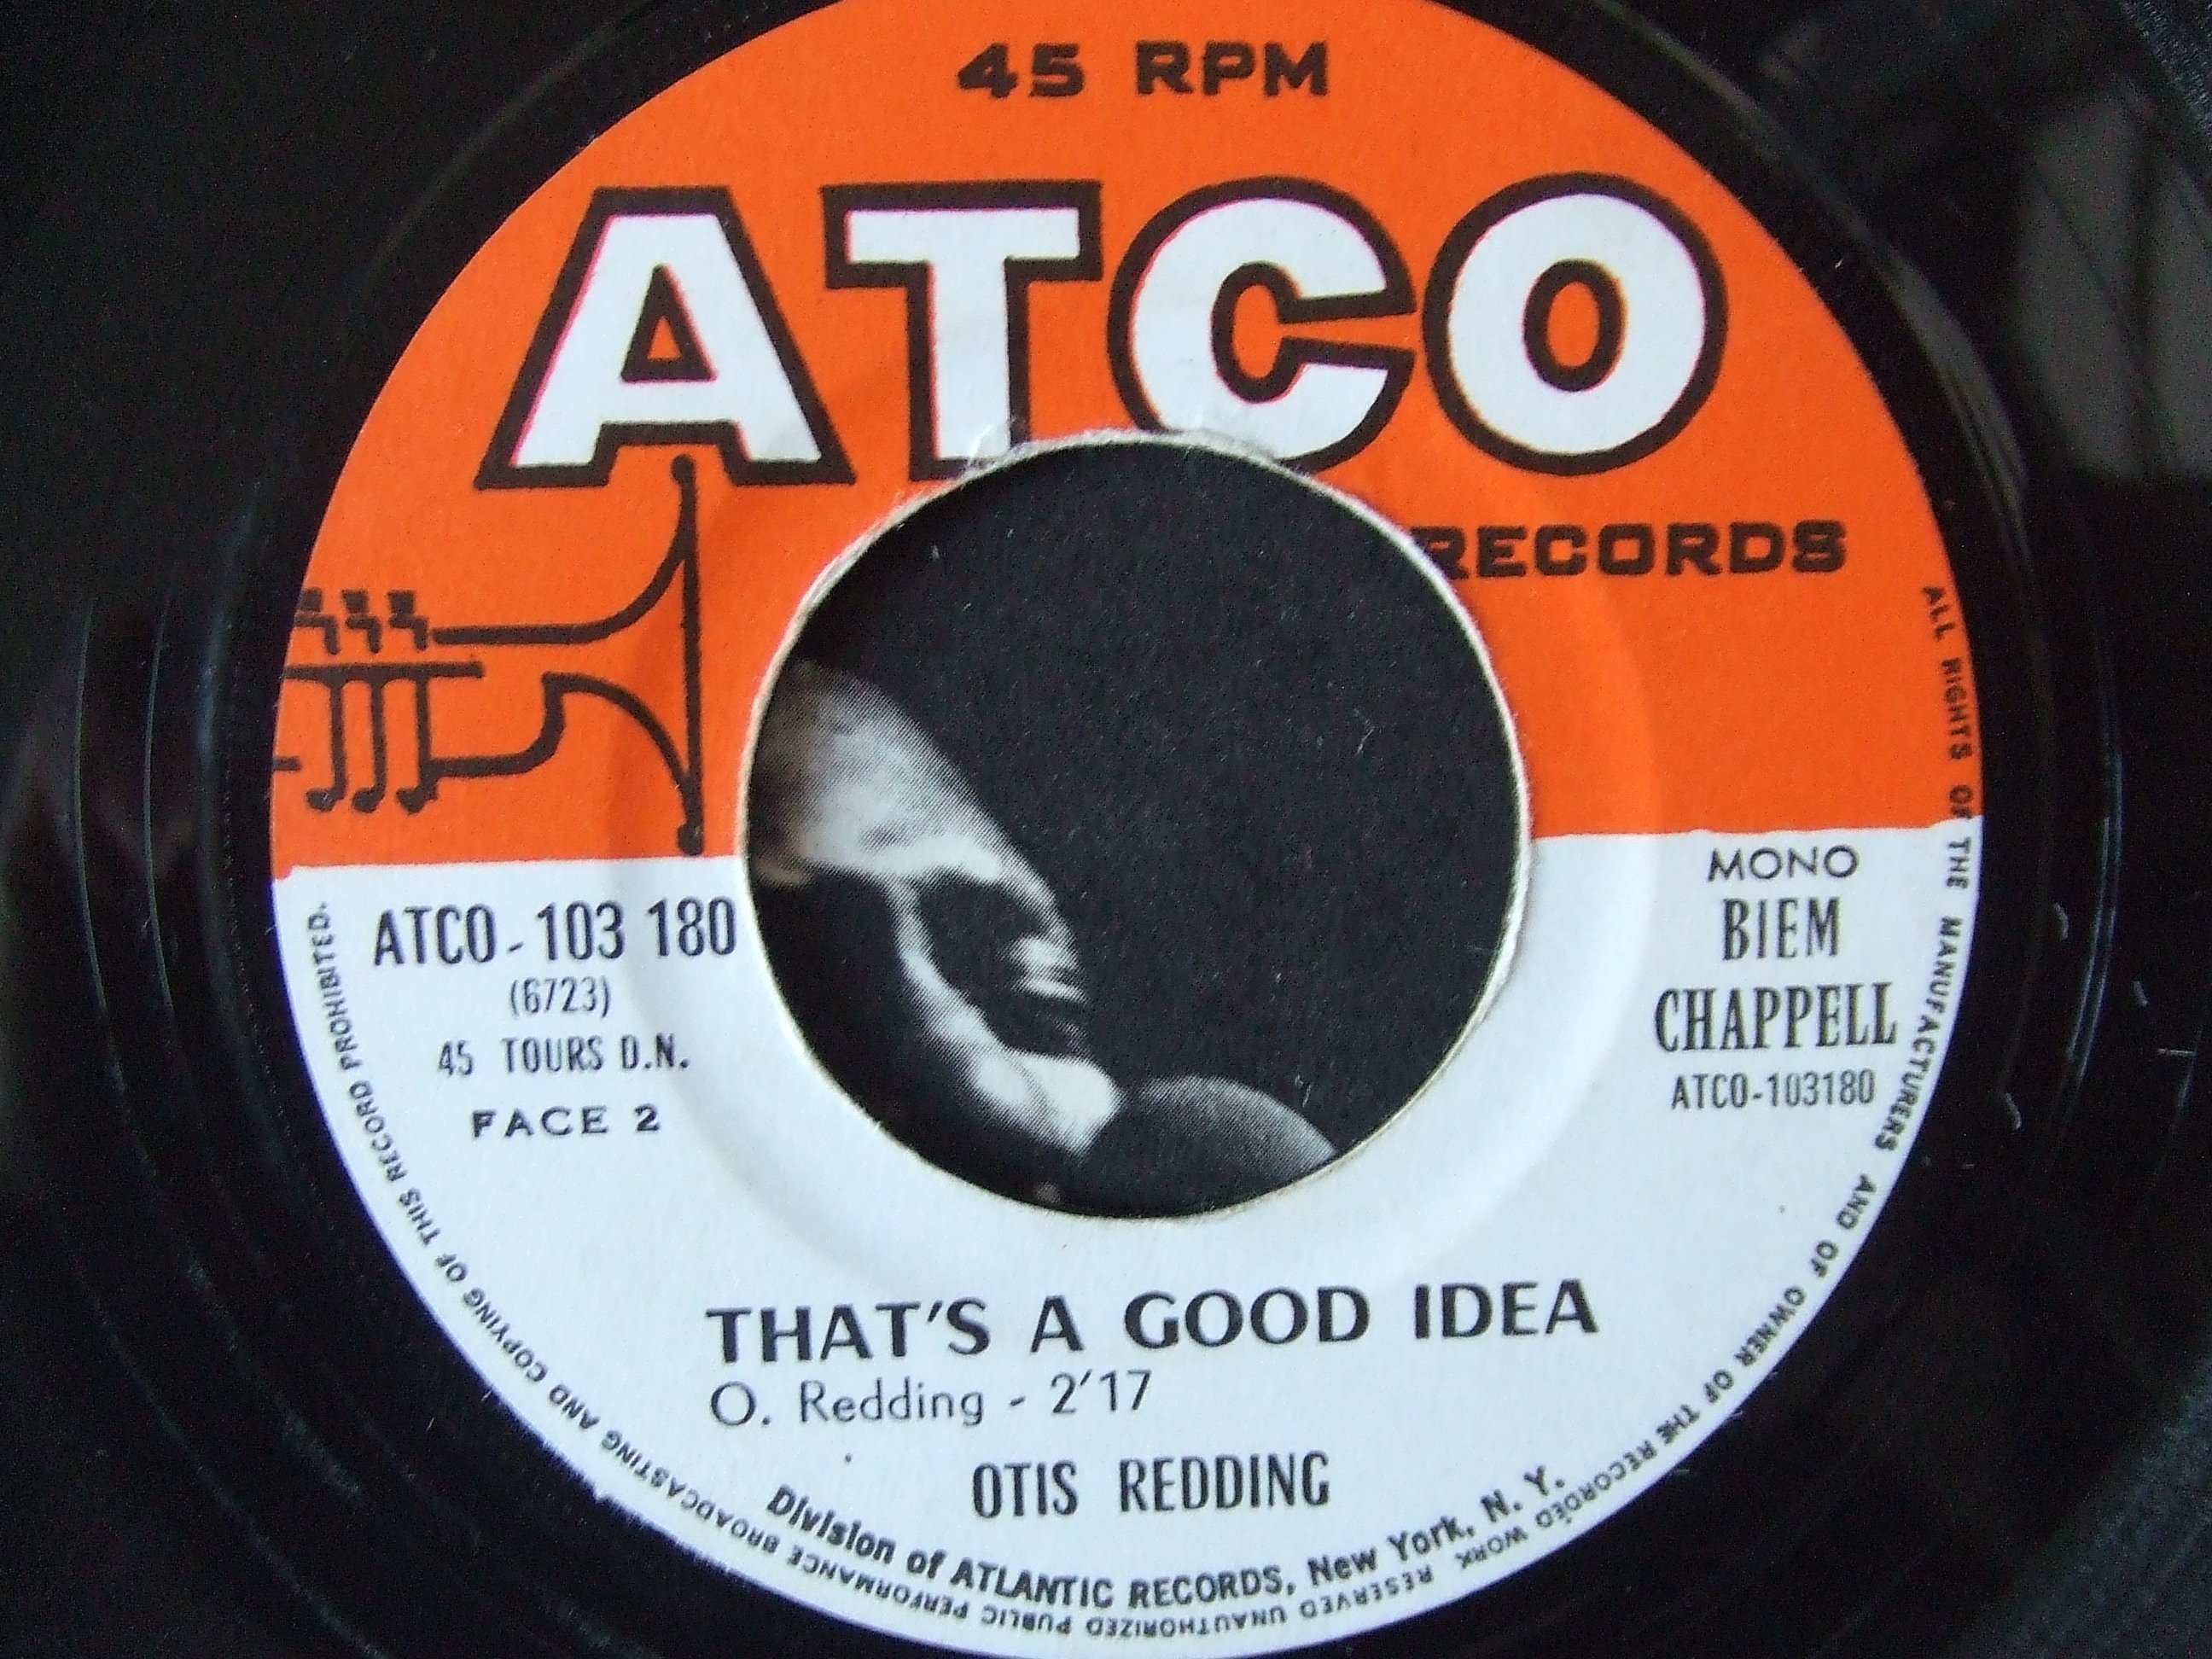 45 RPM
ATCO
RECORDS
ATCO - 103 180
(6723)
45 TOURS D.N.
FACE 2
MONO
BIEM
CHAPPELL
ATCO-103180
THAT'S A GOOD IDEA
O. Redding - 2'17
OTIS REDDING
Division of ATLANTIC RECORDS, New York, N. Y.
ALL RIGHTS OF THE MANUFACTURERS AND OF OWNER OF THE RECORDED WORK RESERVED UNAUTHORIZED PUBLIC PERFORMANCE BROADCASTING AND COPYING OF THIS RECORD PROHIBITED.